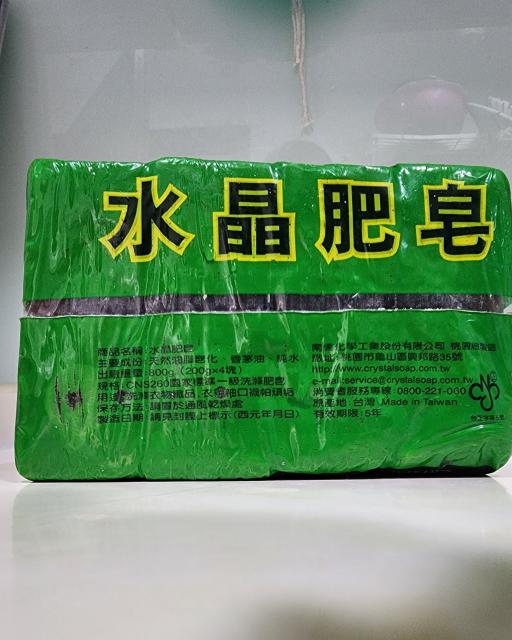 水晶肥皂
商品名稱:水晶肥皂
主要成份:天然油脂皂化、香茅油、純水
出廠重量:800g (200g×4塊)
規格:CNS260國家標準一級洗滌肥皂
用途:洗滌衣物織品,衣領袖口襪帕頑垢
保存方法:請置於通風乾燥處
製造日期:請見封膜上標示(西元年月日)
南僑化學工業股份有限公司 桃園
廠址:桃園市龜山區興邦路35號
http://www.crystalsoap.com.tw
e-mail:service@crystalsoap.com.tw
消費者服務專線:0800-221-060
原產地:台灣 Made in Taiwan
有效期限:5年